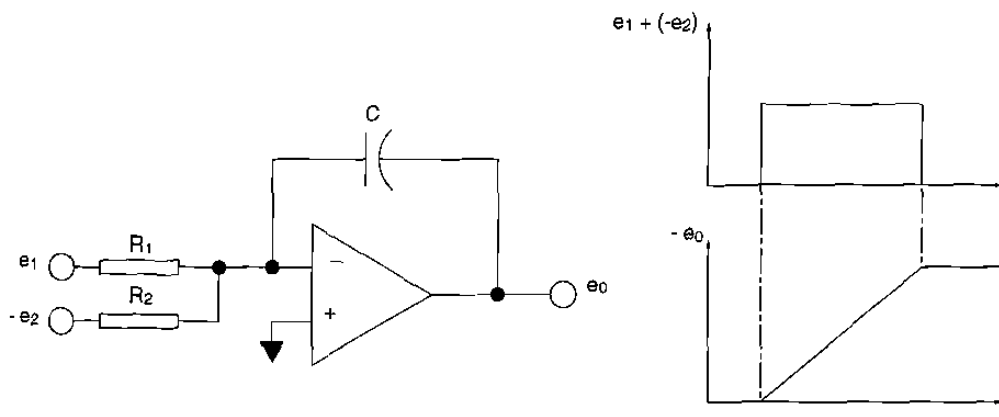 e1 + (-e2)
C
R1
e1
R2
-e2
−
+
e0
- e0